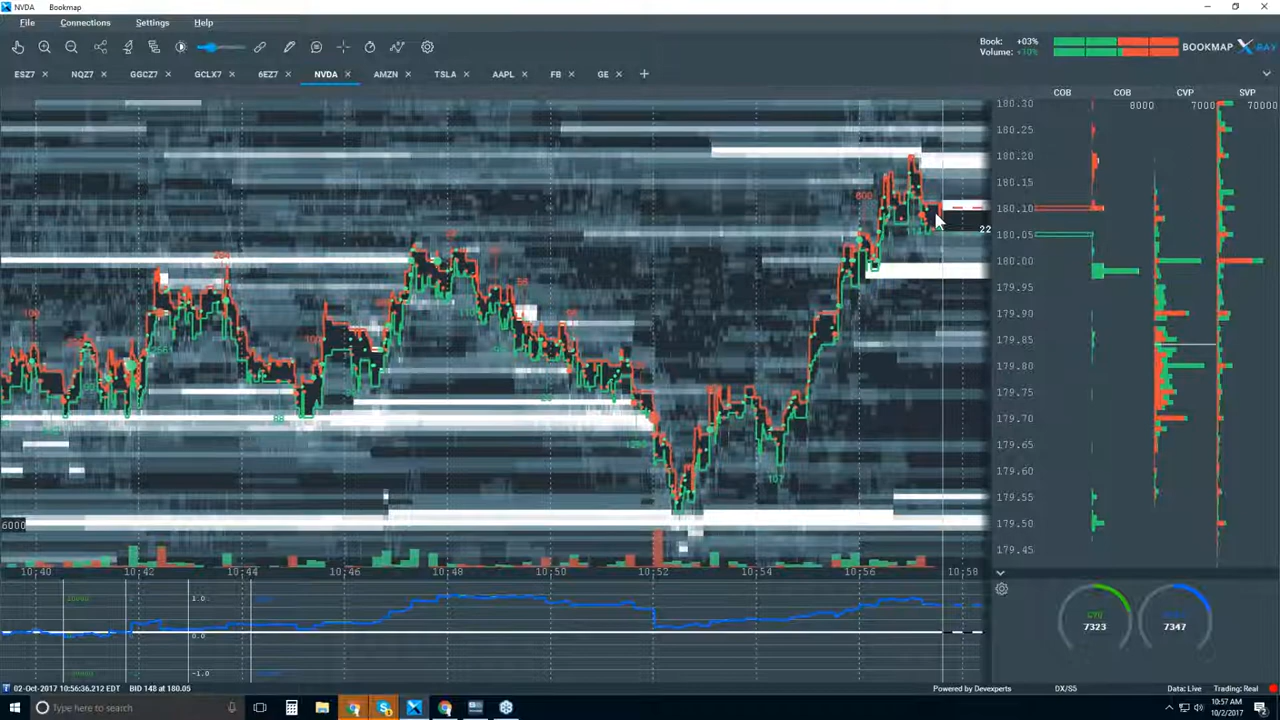 NVDA Bookmap
File Connections Settings Help
Book: +03%
Volume: +10%
BOOKMAP X-RAY
ESZ7 × NQZ7 × GGCZ7 × GCLX7 × 6EZ7 × NVDA × AMZN × TSLA × AAPL × FB × GE × +
COB COB CVP SVP
8000 7000 70000
180.30
180.25
180.20
180.15
180.10
180.05
180.00
179.95
179.90
179.85
179.80
179.75
179.70
179.65
179.60
179.55
179.50
179.45
600
114
22
107
88
6000
10:40 10:42 10:44 10:46 10:48 10:50 10:52 10:54 10:56 10:58
1.0
0.0
-1.0
7323
7347
02-Oct-2017 10:56:36.212 EDT BID 148 at 180.05
Powered by Devexperts DX/S5 Data: Live Trading: Real
Type here to search
10:57 AM
10/2/2017